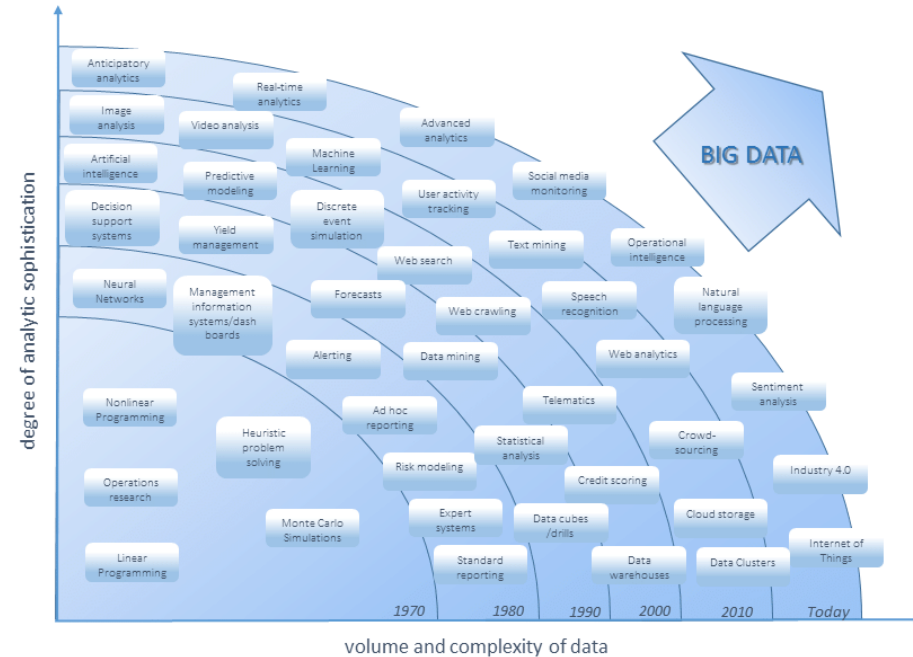 Anticipatory
analytics
Real-time
analytics
Advanced
analytics
Image
analysis
Video analysis
Machine
Learning
Social media
monitoring
BIG DATA
Artificial
intelligence
Predictive
modeling
User activity
tracking
Decision
support
systems
Yield
management
Discrete
event
simulation
Text mining
Operational
intelligence
Web search
Neural
Networks
Management
information
systems/dash
boards
Forecasts
Web crawling
Speech
recognition
Natural
language
processing
Alerting
Data mining
Web analytics
Nonlinear
Programming
Ad hoc
reporting
Telematics
Sentiment
analysis
Heuristic
problem
solving
Statistical
analysis
Crowd-
sourcing
Operations
research
Risk modeling
Credit scoring
Industry 4.0
Monte Carlo
Simulations
Expert
systems
Data cubes
/drills
Cloud storage
Internet of
Things
Linear
Programming
Standard
reporting
Data
warehouses
Data Clusters
1970
1980
1990
2000
2010
Today
degree of analytic sophistication
volume and complexity of data